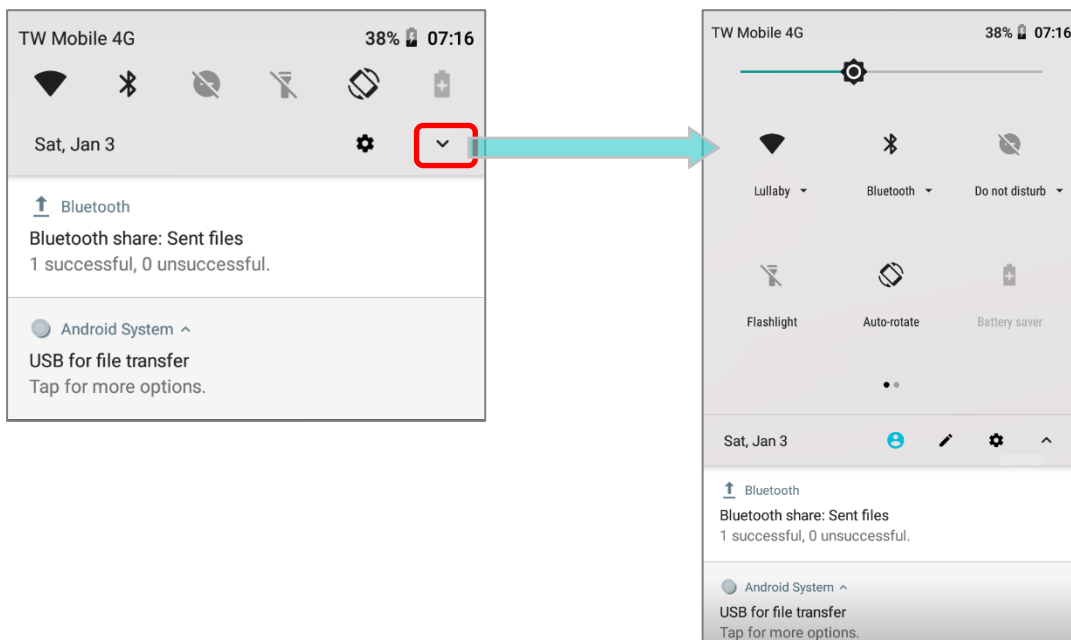 TW Mobile 4G 38% 07:16
Sat, Jan 3
Bluetooth
Bluetooth share: Sent files
1 successful, 0 unsuccessful.
Android System
USB for file transfer
Tap for more options.
TW Mobile 4G 38% 07:16
Lullaby Bluetooth Do not disturb
Flashlight Auto-rotate Battery saver
Sat, Jan 3
Bluetooth
Bluetooth share: Sent files
1 successful, 0 unsuccessful.
Android System
USB for file transfer
Tap for more options.